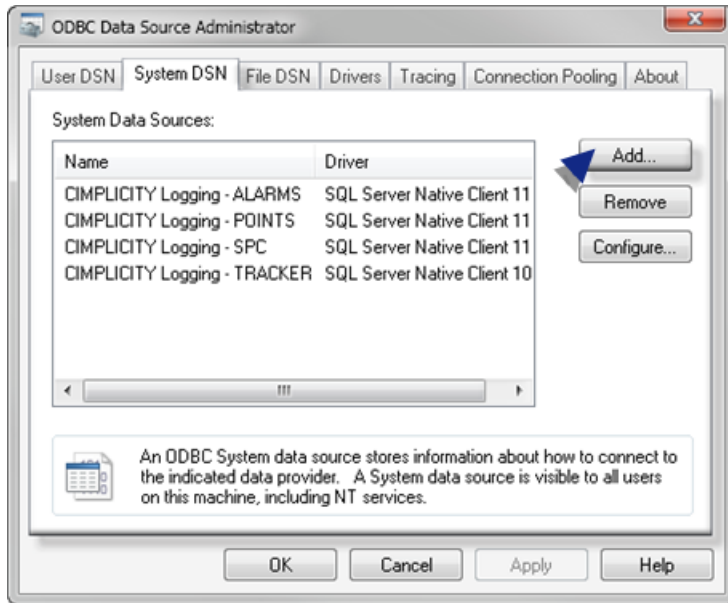 ODBC Data Source Administrator
User DSN System DSN File DSN Drivers Tracing Connection Pooling About
System Data Sources:
Name Driver
CIMPLICITY Logging - ALARMS SQL Server Native Client 11
CIMPLICITY Logging - POINTS SQL Server Native Client 11
CIMPLICITY Logging - SPC SQL Server Native Client 11
CIMPLICITY Logging - TRACKER SQL Server Native Client 10
Add...
Remove
Configure...
An ODBC System data source stores information about how to connect to
the indicated data provider. A System data source is visible to all users
on this machine, including NT services.
OK Cancel Apply Help